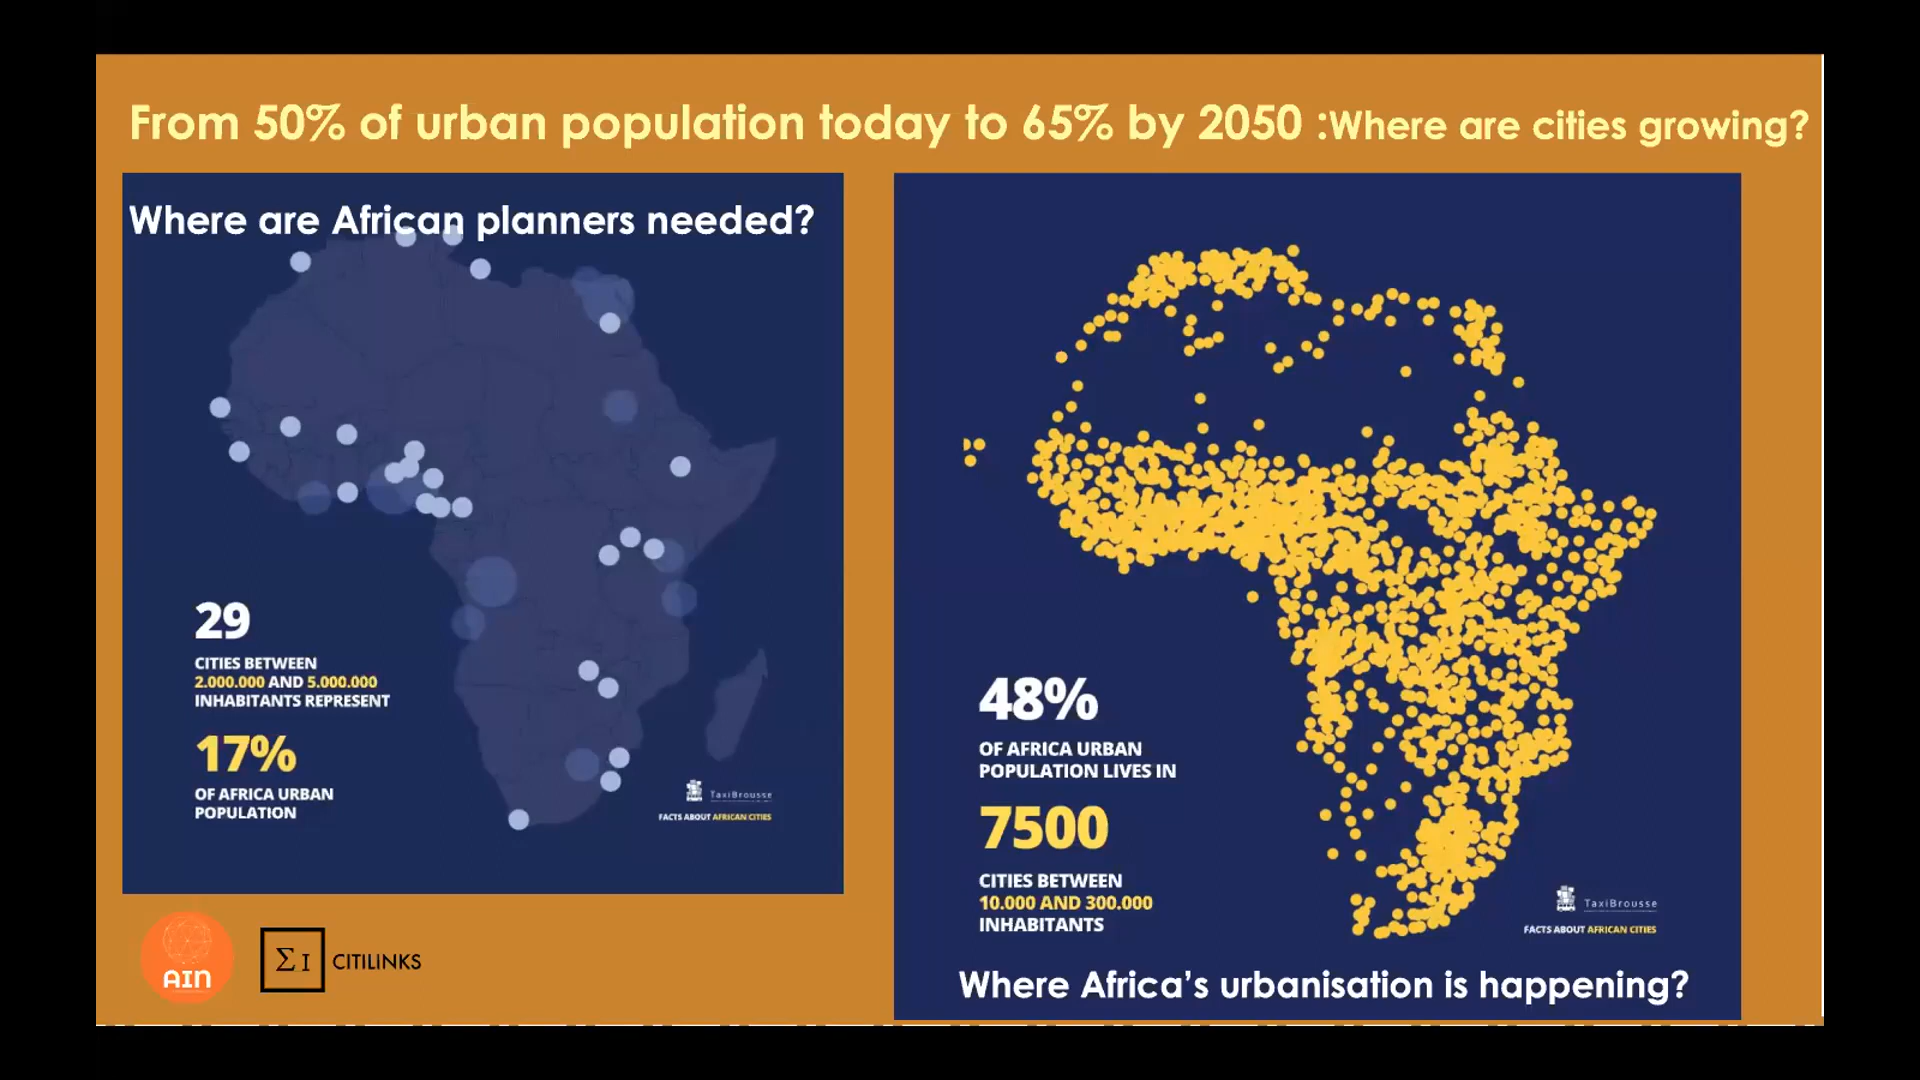 From 50% of urban population today to 65% by 2050 :Where are cities growing?
Where are African planners needed?
29
CITIES BETWEEN
2.000.000 AND 5.000.000
INHABITANTS REPRESENT
17%
OF AFRICA URBAN
POPULATION
TaxiBrousse
FACTS ABOUT AFRICAN CITIES
48%
OF AFRICA URBAN
POPULATION LIVES IN
7500
CITIES BETWEEN
10.000 AND 300.000
INHABITANTS
TaxiBrousse
FACTS ABOUT AFRICAN CITIES
Where Africa's urbanisation is happening?
AIN
Σɪ CITILINKS